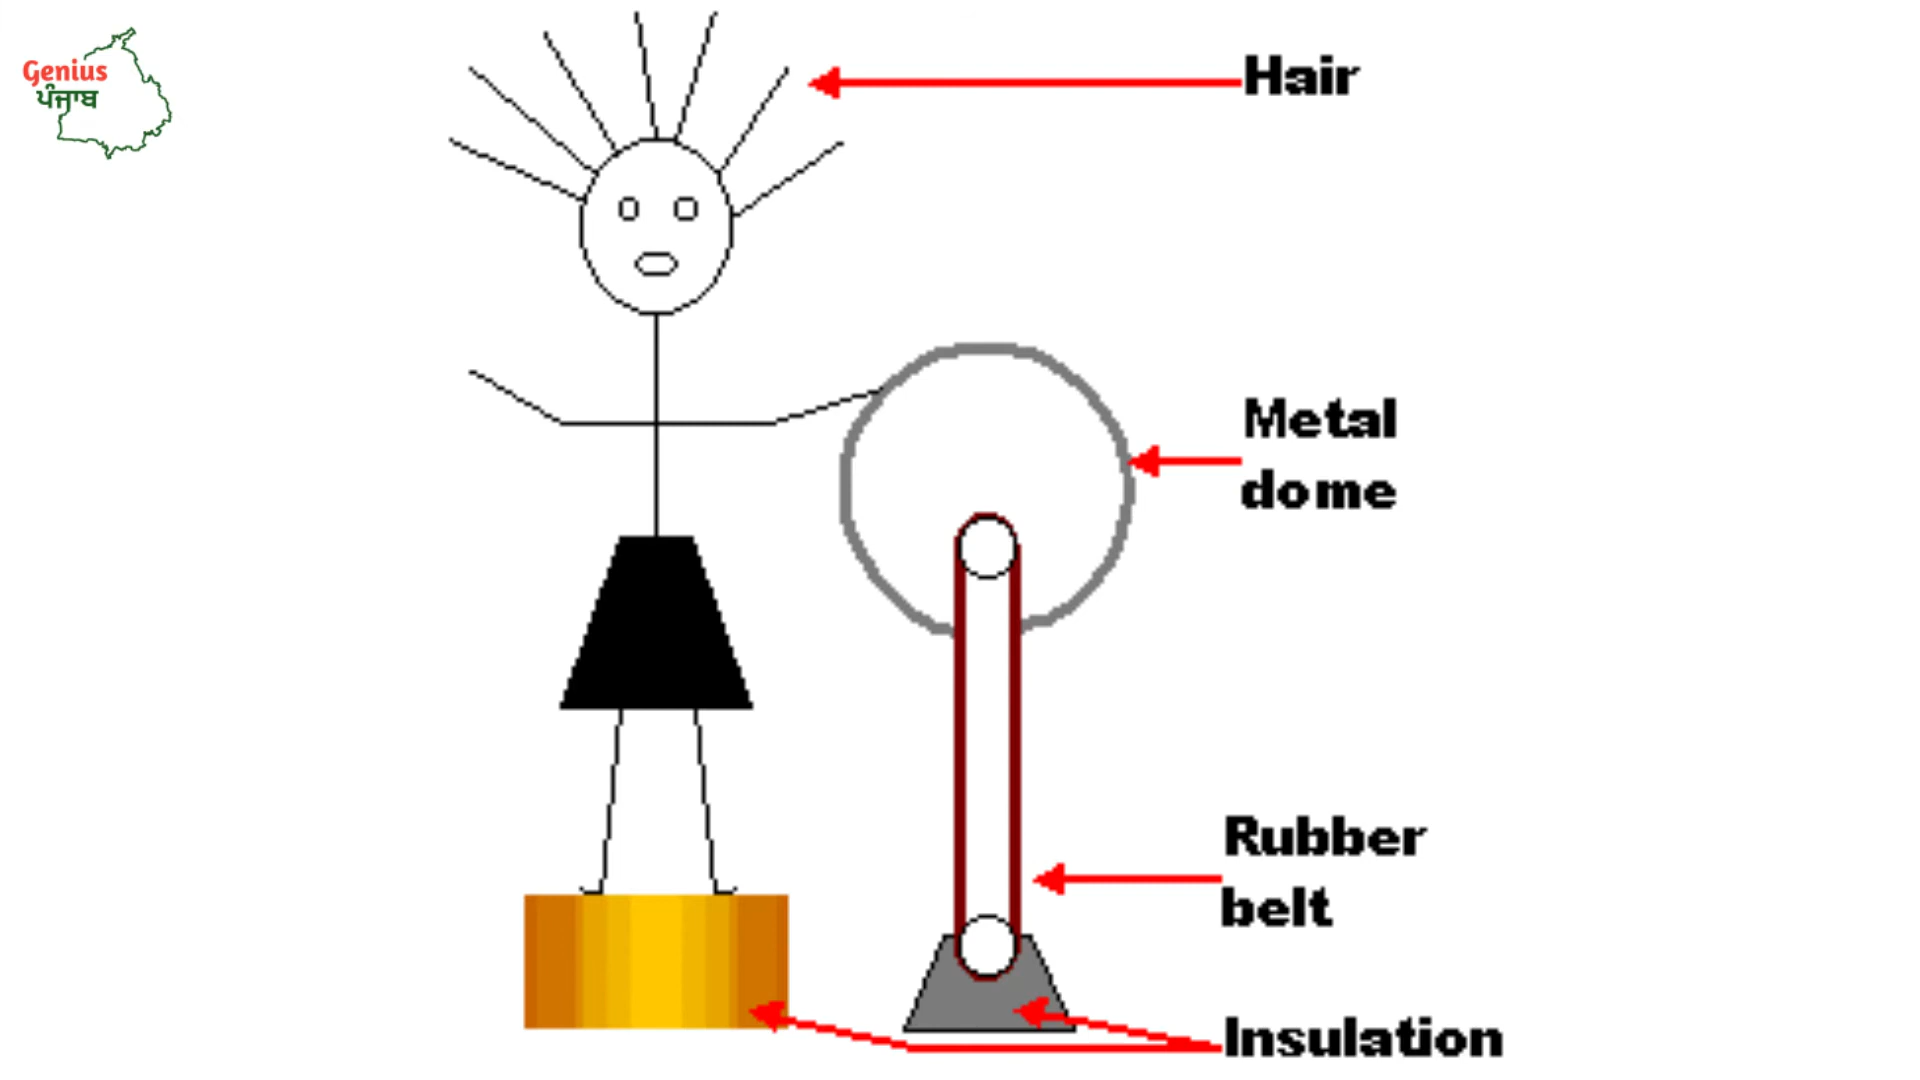 Genius
ਪੰਜਾਬ
Hair
Metal
dome
Rubber
belt
Insulation